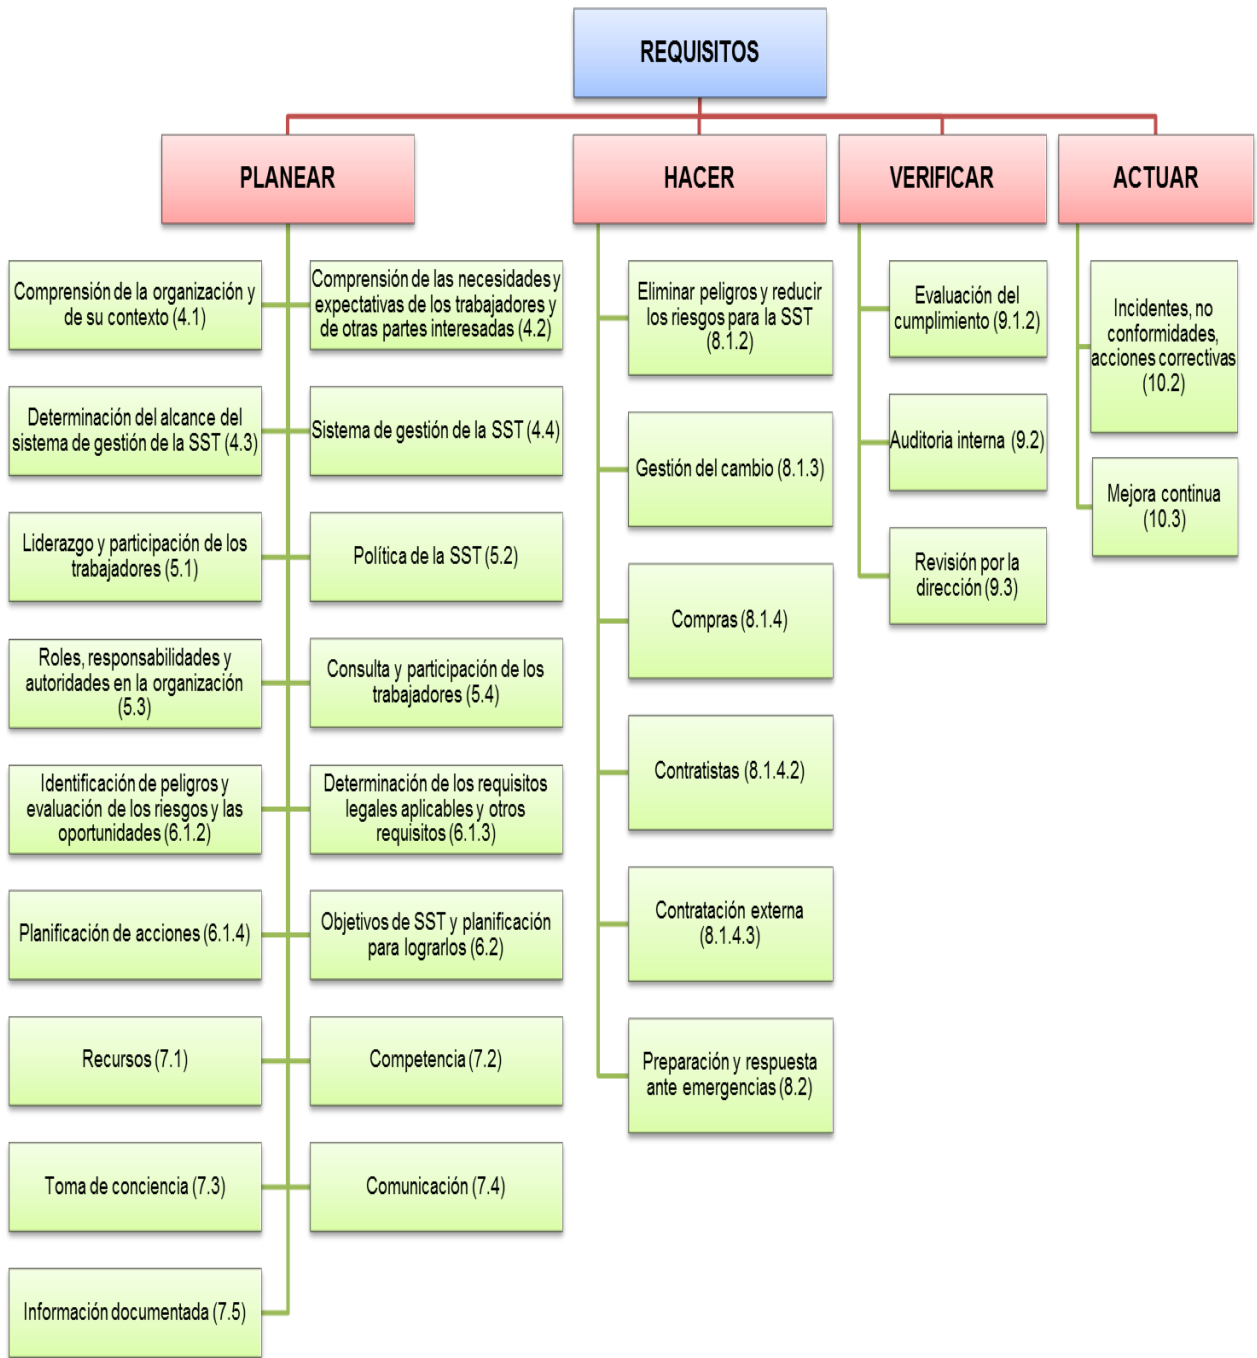 REQUISITOS
PLANEAR
HACER
VERIFICAR
ACTUAR
Comprensión de la organización y
de su contexto (4.1)
Comprensión de las necesidades y
expectativas de los trabajadores y
de otras partes interesadas (4.2)
Determinación del alcance del
sistema de gestión de la SST (4.3)
Sistema de gestión de la SST (4.4)
Liderazgo y participación de los
trabajadores (5.1)
Política de la SST (5.2)
Roles, responsabilidades y
autoridades en la organización
(5.3)
Consulta y participación de los
trabajadores (5.4)
Identificación de peligros y
evaluación de los riesgos y las
oportunidades (6.1.2)
Determinación de los requisitos
legales aplicables y otros
requisitos (6.1.3)
Planificación de acciones (6.1.4)
Objetivos de SST y planificación
para lograrlos (6.2)
Recursos (7.1)
Competencia (7.2)
Toma de conciencia (7.3)
Comunicación (7.4)
Información documentada (7.5)
Eliminar peligros y reducir
los riesgos para la SST
(8.1.2)
Gestión del cambio (8.1.3)
Compras (8.1.4)
Contratistas (8.1.4.2)
Contratación externa
(8.1.4.3)
Preparación y respuesta
ante emergencias (8.2)
Evaluación del
cumplimiento (9.1.2)
Auditoria interna (9.2)
Revisión por la
dirección (9.3)
Incidentes, no
conformidades,
acciones correctivas
(10.2)
Mejora continua
(10.3)